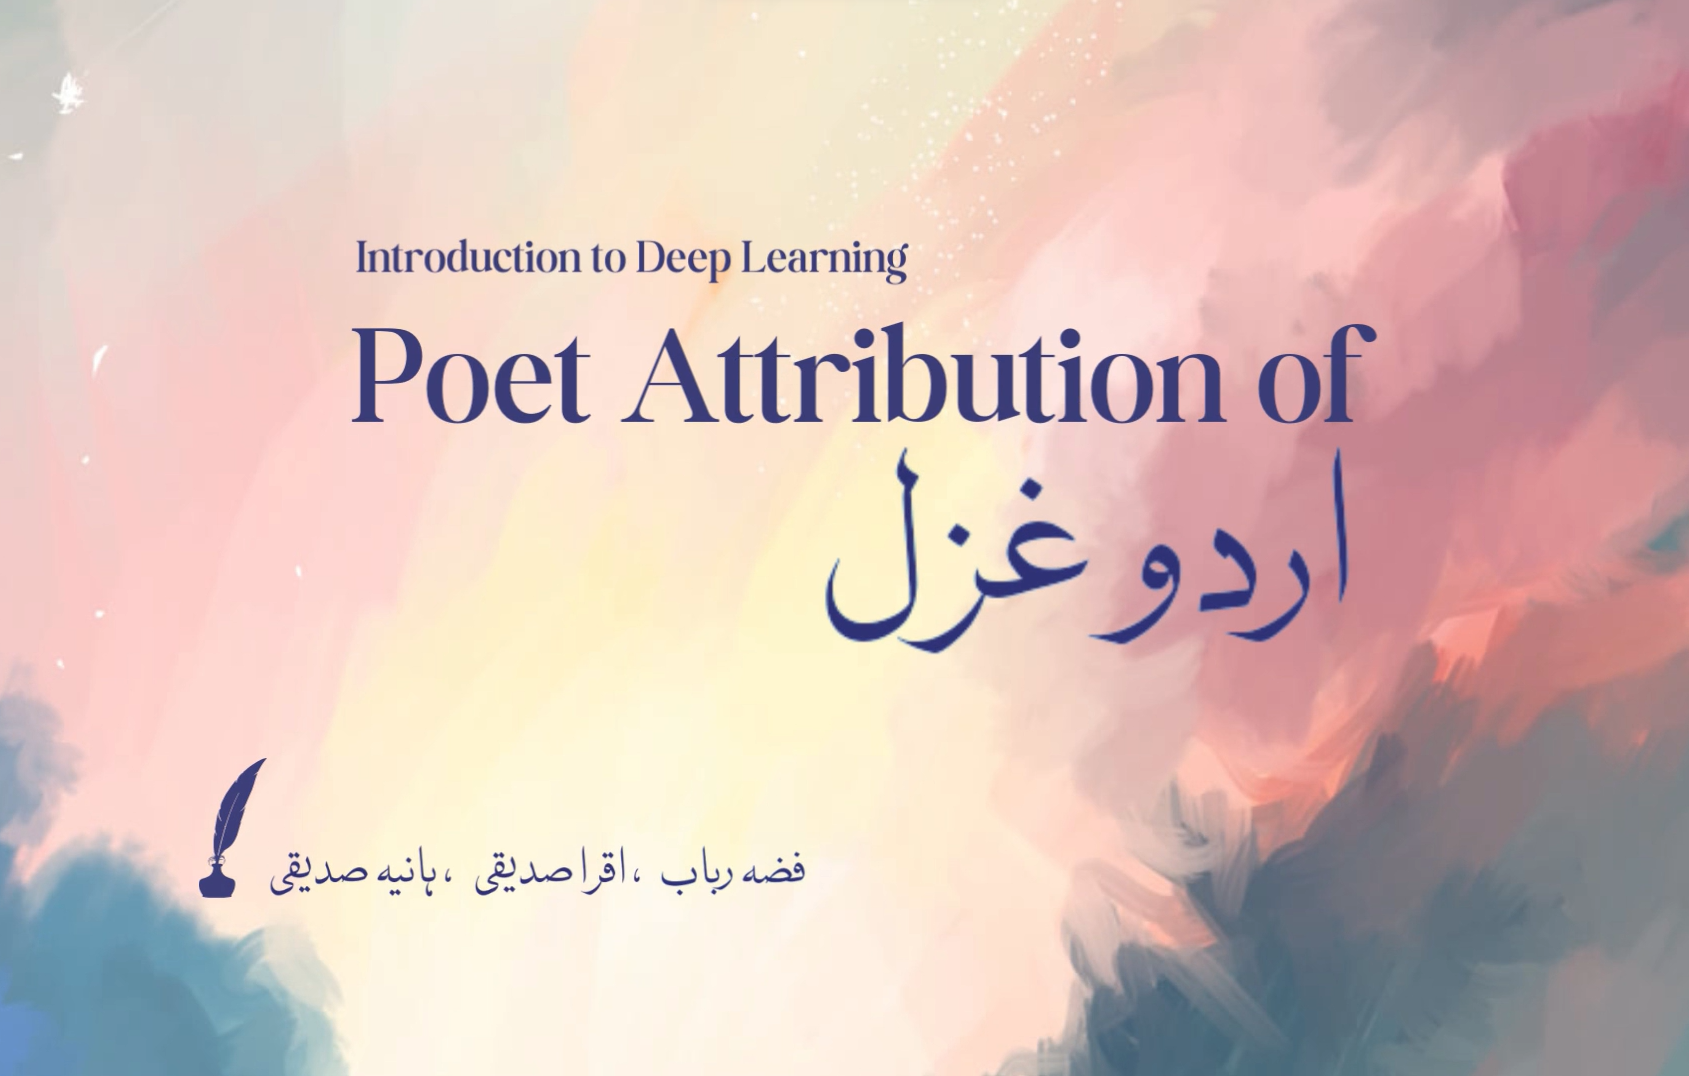 Introduction to Deep Learning
Poet Attribution of
اردو غزل
فضہ رباب ،اقرا صدیقی ،ہانیہ صدیقی